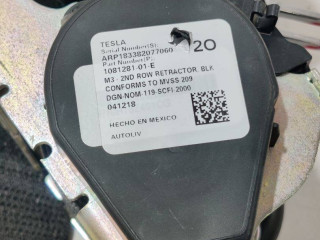 TESLA
Serial Number(S):
ARP183382077060
Part Number(P):
1081281-01-E
20
M3 - 2ND ROW RETRACTOR, BLK
CONFORMS TO MVSS 209
DGN-NOM-119-SCFI-2000
041218
HECHO EN MEXICO
AUTOLIV